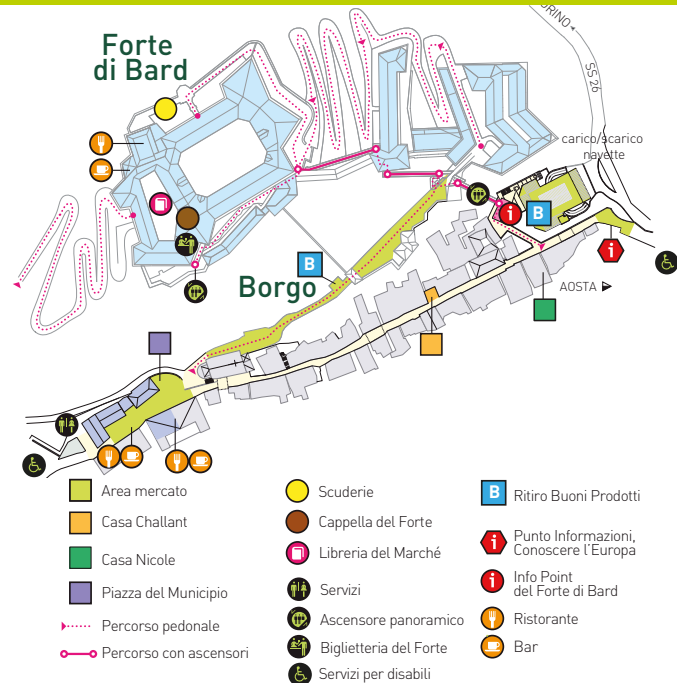 Forte
di Bard
TORINO
SS 26
carico/scarico
navette
B
i
B
Borgo
i
AOSTA
Area mercato
Casa Challant
Casa Nicole
Piazza del Municipio
Percorso pedonale
Percorso con ascensori
Scuderie
Cappella del Forte
Libreria del Marché
Servizi
Ascensore panoramico
Biglietteria del Forte
Servizi per disabili
B Ritiro Buoni Prodotti
i Punto Informazioni,
Conoscere l'Europa
i Info Point
del Forte di Bard
Ristorante
Bar